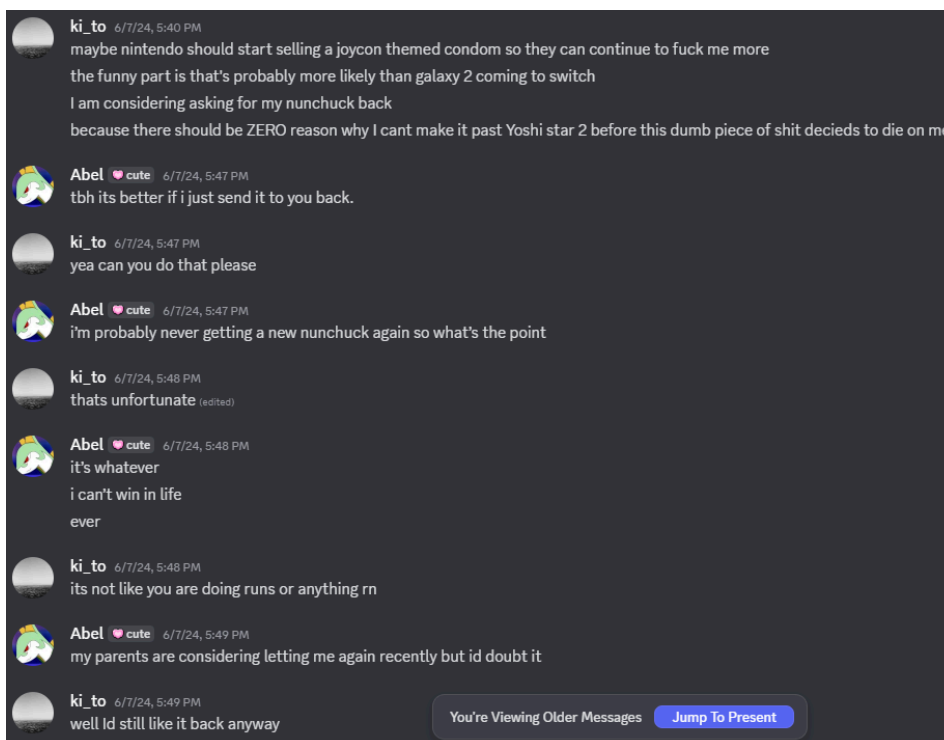 ki_to 6/7/24, 5:40 PM
maybe nintendo should start selling a joycon themed condom so they can continue to fuck me more
the funny part is that's probably more likely than galaxy 2 coming to switch
I am considering asking for my nunchuck back
because there should be ZERO reason why I cant make it past Yoshi star 2 before this dumb piece of shit decieds to die on
Abel cute 6/7/24, 5:47 PM
tbh its better if i just send it to you back.
ki_to 6/7/24, 5:47 PM
yea can you do that please
Abel cute 6/7/24, 5:47 PM
i'm probably never getting a new nunchuck again so what's the point
ki_to 6/7/24, 5:48 PM
thats unfortunate (edited)
Abel cute 6/7/24, 5:48 PM
it's whatever
i can't win in life
ever
ki_to 6/7/24, 5:48 PM
its not like you are doing runs or anything rn
Abel cute 6/7/24, 5:49 PM
my parents are considering letting me again recently but id doubt it
ki_to 6/7/24, 5:49 PM
well Id still like it back anyway
You're Viewing Older Messages Jump To Present